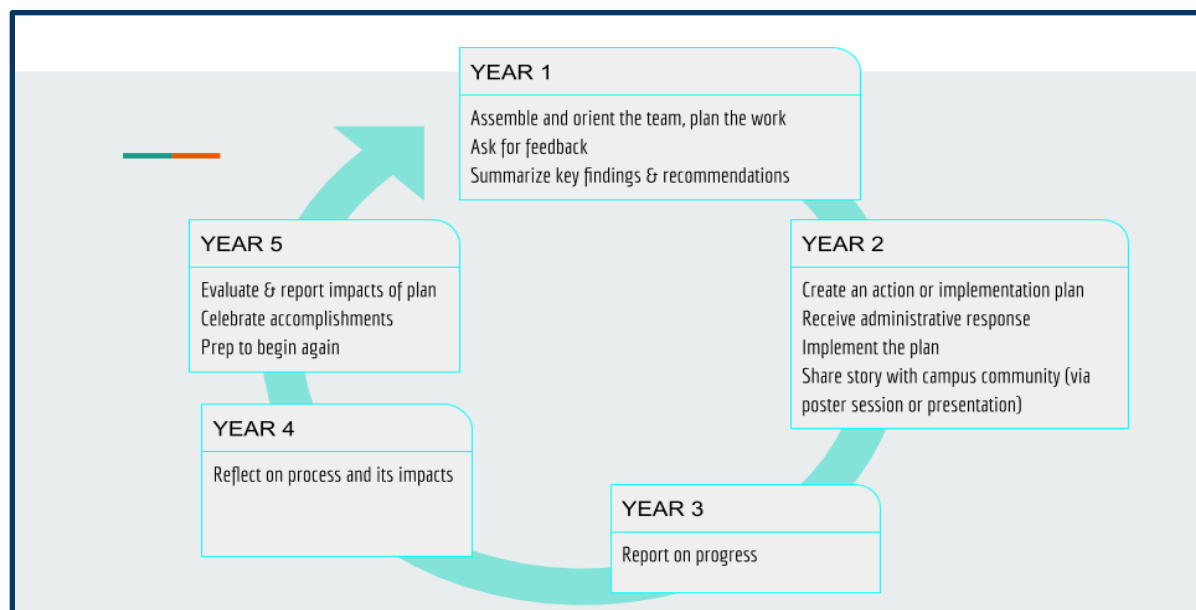 YEAR 1
Assemble and orient the team, plan the work
Ask for feedback
Summarize key findings & recommendations
YEAR 2
Create an action or implementation plan
Receive administrative response
Implement the plan
Share story with campus community (via
poster session or presentation)
YEAR 3
Report on progress
YEAR 4
Reflect on process and its impacts
YEAR 5
Evaluate & report impacts of plan
Celebrate accomplishments
Prep to begin again